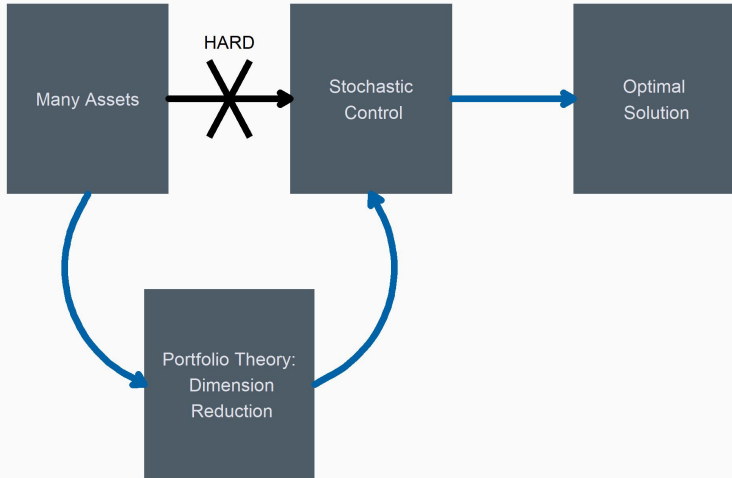 HARD
Many Assets
Stochastic
Control
Optimal
Solution
Portfolio Theory:
Dimension
Reduction